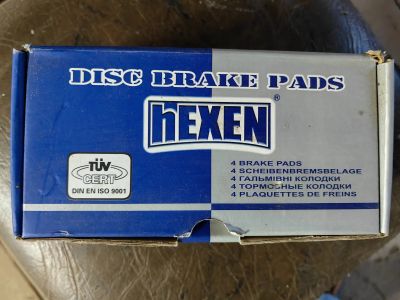 DISC BRAKE PADS
hEXEN®
TÜV
CERT
DIN EN ISO 9001
4 BRAKE PADS
4 SCHEIBENBREMSBELAGE
4 ГАЛЬМІВНІ КОЛОДКИ
4 ТОРМОЗНЫЕ КОЛОДКИ
4 PLAQUETTES DE FREINS